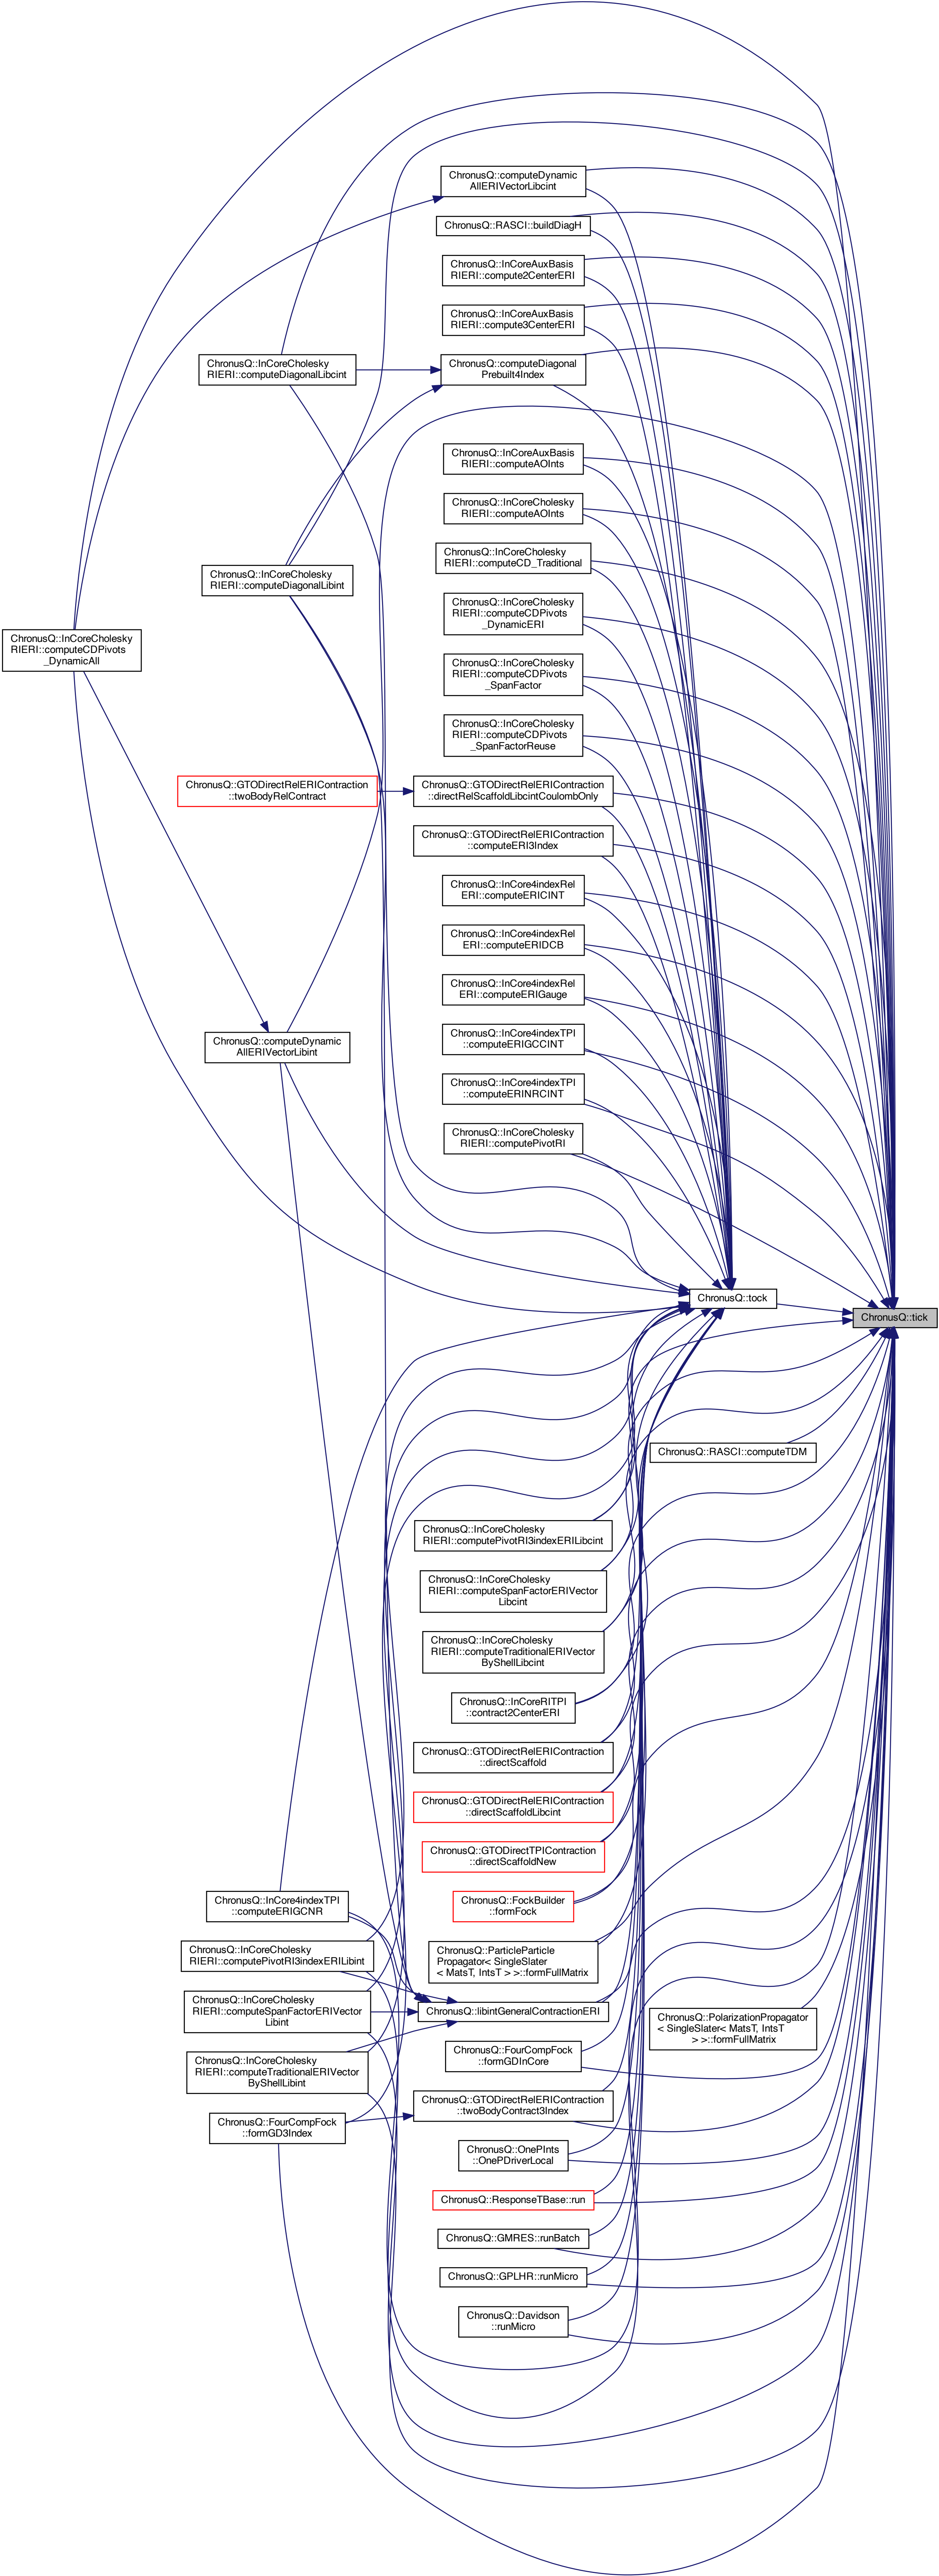 ChronusQ::computeDynamic
AllERIVectorLibcint
ChronusQ::RASCI::buildDiagH
ChronusQ::InCoreAuxBasis
RIERI::compute2CenterERI
ChronusQ::InCoreAuxBasis
RIERI::compute3CenterERI
ChronusQ::InCoreCholesky
RIERI::computeDiagonalLibcint
ChronusQ::computeDiagonal
Prebuilt4Index
ChronusQ::InCoreAuxBasis
RIERI::computeAOInts
ChronusQ::InCoreCholesky
RIERI::computeAOInts
ChronusQ::InCoreCholesky
RIERI::computeCD_Traditional
ChronusQ::InCoreCholesky
RIERI::computeDiagonalLibint
ChronusQ::InCoreCholesky
RIERI::computeCDPivots
_DynamicERI
ChronusQ::InCoreCholesky
RIERI::computeCDPivots
_DynamicAll
ChronusQ::InCoreCholesky
RIERI::computeCDPivots
_SpanFactor
ChronusQ::InCoreCholesky
RIERI::computeCDPivots
_SpanFactorReuse
ChronusQ::GTODirectRelERIContraction
::twoBodyRelContract
ChronusQ::GTODirectRelERIContraction
::directRelScaffoldLibcintCoulombOnly
ChronusQ::GTODirectRelERIContraction
::computeERI3Index
ChronusQ::InCore4indexRel
ERI::computeERICINT
ChronusQ::InCore4indexRel
ERI::computeERIDCB
ChronusQ::InCore4indexRel
ERI::computeERIGauge
ChronusQ::computeDynamic
AllERIVectorLibint
ChronusQ::InCore4indexTPI
::computeERIGCCINT
ChronusQ::InCore4indexTPI
::computeERINRCINT
ChronusQ::InCoreCholesky
RIERI::computePivotRI
ChronusQ::tock
ChronusQ::tick
ChronusQ::RASCI::computeTDM
ChronusQ::InCoreCholesky
RIERI::computePivotRI3indexERILibcint
ChronusQ::InCoreCholesky
RIERI::computeSpanFactorERIVector
Libcint
ChronusQ::InCoreCholesky
RIERI::computeTraditionalERIVector
ByShellLibcint
ChronusQ::InCoreRITPI
::contract2CenterERI
ChronusQ::GTODirectRelERIContraction
::directScaffold
ChronusQ::GTODirectRelERIContraction
::directScaffoldLibcint
ChronusQ::GTODirectTPIContraction
::directScaffoldNew
ChronusQ::InCore4indexTPI
::computeERIGCNR
ChronusQ::FockBuilder
::formFock
ChronusQ::InCoreCholesky
RIERI::computePivotRI3indexERILibint
ChronusQ::ParticleParticle
Propagator< SingleSlater
< MatsT, IntsT > >::formFullMatrix
ChronusQ::InCoreCholesky
RIERI::computeSpanFactorERIVector
Libint
ChronusQ::libintGeneralContractionERI
ChronusQ::PolarizationPropagator
< SingleSlater< MatsT, IntsT
> >::formFullMatrix
ChronusQ::FourCompFock
::formGDInCore
ChronusQ::InCoreCholesky
RIERI::computeTraditionalERIVector
ByShellLibint
ChronusQ::GTODirectRelERIContraction
::twoBodyContract3Index
ChronusQ::FourCompFock
::formGD3Index
ChronusQ::OnePInts
::OnePDriverLocal
ChronusQ::ResponseTBase::run
ChronusQ::GMRES::runBatch
ChronusQ::GPLHR::runMicro
ChronusQ::Davidson
::runMicro